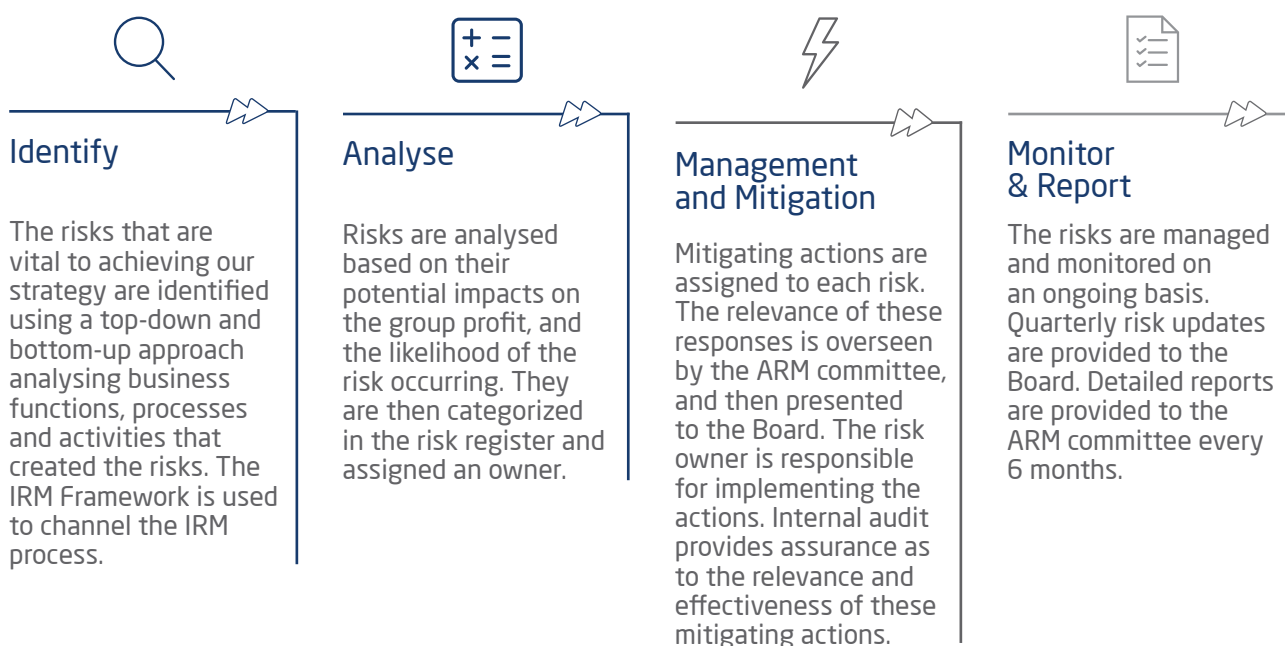 Identify
The risks that are
vital to achieving our
strategy are identified
using a top-down and
bottom-up approach
analysing business
functions, processes
and activities that
created the risks. The
IRM Framework is used
to channel the IRM
process.
Analyse
Risks are analysed
based on their
potential impacts on
the group profit, and
the likelihood of the
risk occurring. They
are then categorized
in the risk register and
assigned an owner.
Management
and Mitigation
Mitigating actions are
assigned to each risk.
The relevance of these
responses is overseen
by the ARM committee,
and then presented
to the Board. The risk
owner is responsible
for implementing the
actions. Internal audit
provides assurance as
to the relevance and
effectiveness of these
mitigating actions.
Monitor
& Report
The risks are managed
and monitored on
an ongoing basis.
Quarterly risk updates
are provided to the
Board. Detailed reports
are provided to the
ARM committee every
6 months.